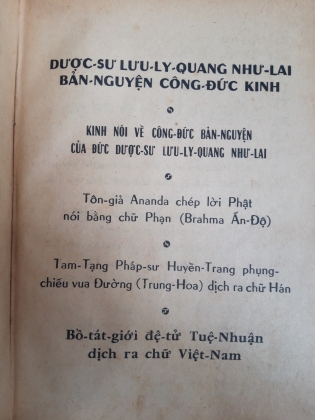 DƯỢC-SƯ LƯU-LY-QUANG NHƯ-LAI
BẢN-NGUYỆN CÔNG-ĐỨC KINH
KINH NÓI VỀ CÔNG-ĐỨC BẢN-NGUYỆN
CỦA ĐỨC DƯỢC-SƯ LƯU-LY-QUANG NHƯ-LAI
Tôn-giả Ananda chép lời Phật
nói bằng chữ Phạn (Brahma Ấn-Độ)
Tam-Tạng Pháp-sư Huyền-Trang phụng-
chiếu vua Đường (Trung-Hoa) dịch ra chữ Hán
Bồ-tát-giới đệ-tử Tuệ-Nhuận
dịch ra chữ Việt-Nam